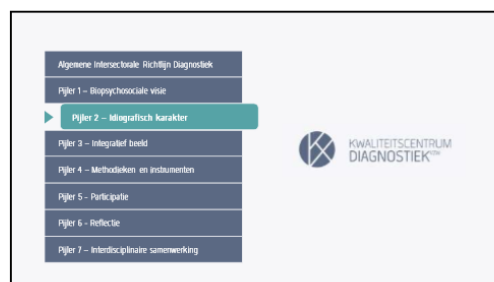 Algemene Intersectorale Richtlijn Diagnostiek
Pijler 1 – Biopsychosociale visie
Pijler 2 – Idiografisch karakter
Pijler 3 – Integratief beeld
Pijler 4 – Methodieken en instrumenten
Pijler 5 - Participatie
Pijler 6 - Reflectie
Pijler 7 – Interdisciplinaire samenwerking
KWALITEITSCENTRUM
DIAGNOSTIEK